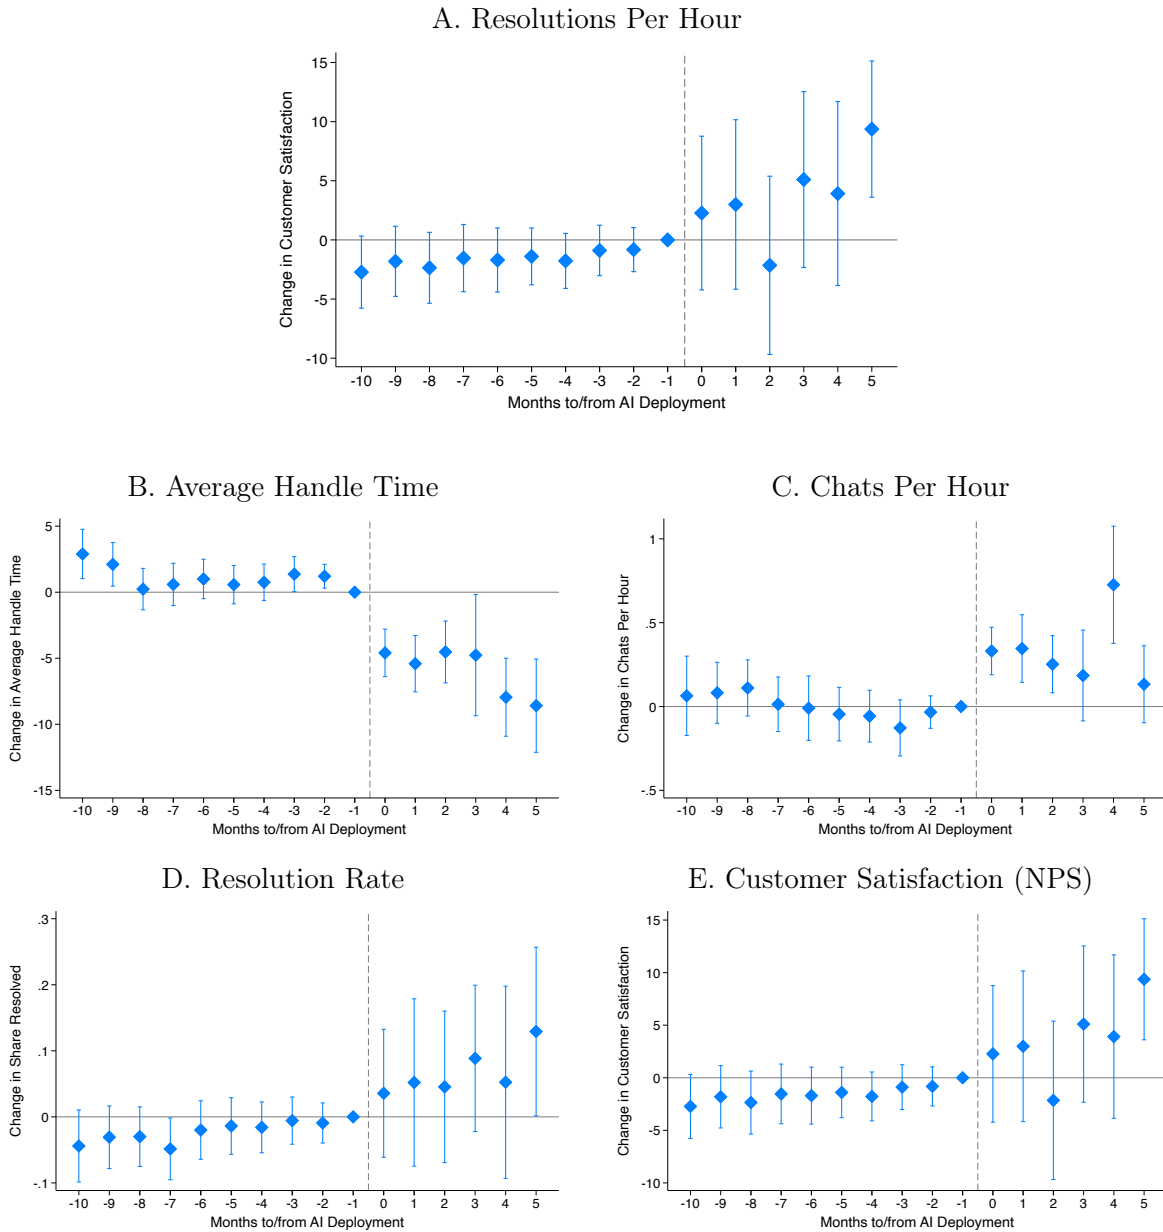 A. Resolutions Per Hour
Change in Customer Satisfaction
15
10
5
0
-5
-10
-10 -9 -8 -7 -6 -5 -4 -3 -2 -1 0 1 2 3 4 5
Months to/from AI Deployment
B. Average Handle Time
Change in Average Handle Time
5
0
-5
-10
-15
-10 -9 -8 -7 -6 -5 -4 -3 -2 -1 0 1 2 3 4 5
Months to/from AI Deployment
C. Chats Per Hour
Change in Chats Per Hour
1
.5
0
-.5
-10 -9 -8 -7 -6 -5 -4 -3 -2 -1 0 1 2 3 4 5
Months to/from AI Deployment
D. Resolution Rate
Change in Share Resolved
.3
.2
.1
0
-.1
-10 -9 -8 -7 -6 -5 -4 -3 -2 -1 0 1 2 3 4 5
Months to/from AI Deployment
E. Customer Satisfaction (NPS)
Change in Customer Satisfaction
15
10
5
0
-5
-10
-10 -9 -8 -7 -6 -5 -4 -3 -2 -1 0 1 2 3 4 5
Months to/from AI Deployment